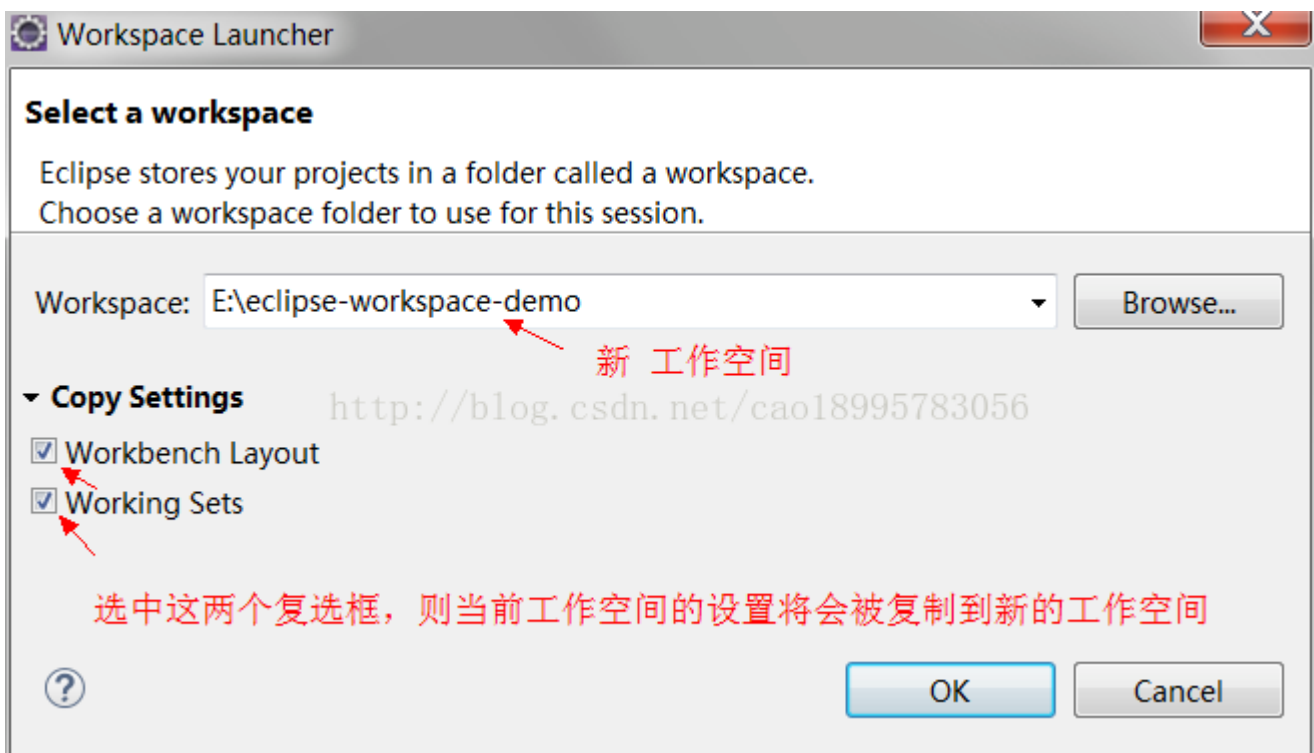 Workspace Launcher
Select a workspace
Eclipse stores your projects in a folder called a workspace.
Choose a workspace folder to use for this session.
Workspace: E:\eclipse-workspace-demo Browse...
新 工作空间
Copy Settings
http://blog.csdn.net/cao18995783056
Workbench Layout
Working Sets
选中这两个复选框，则当前工作空间的设置将会被复制到新的工作空间
? OK Cancel